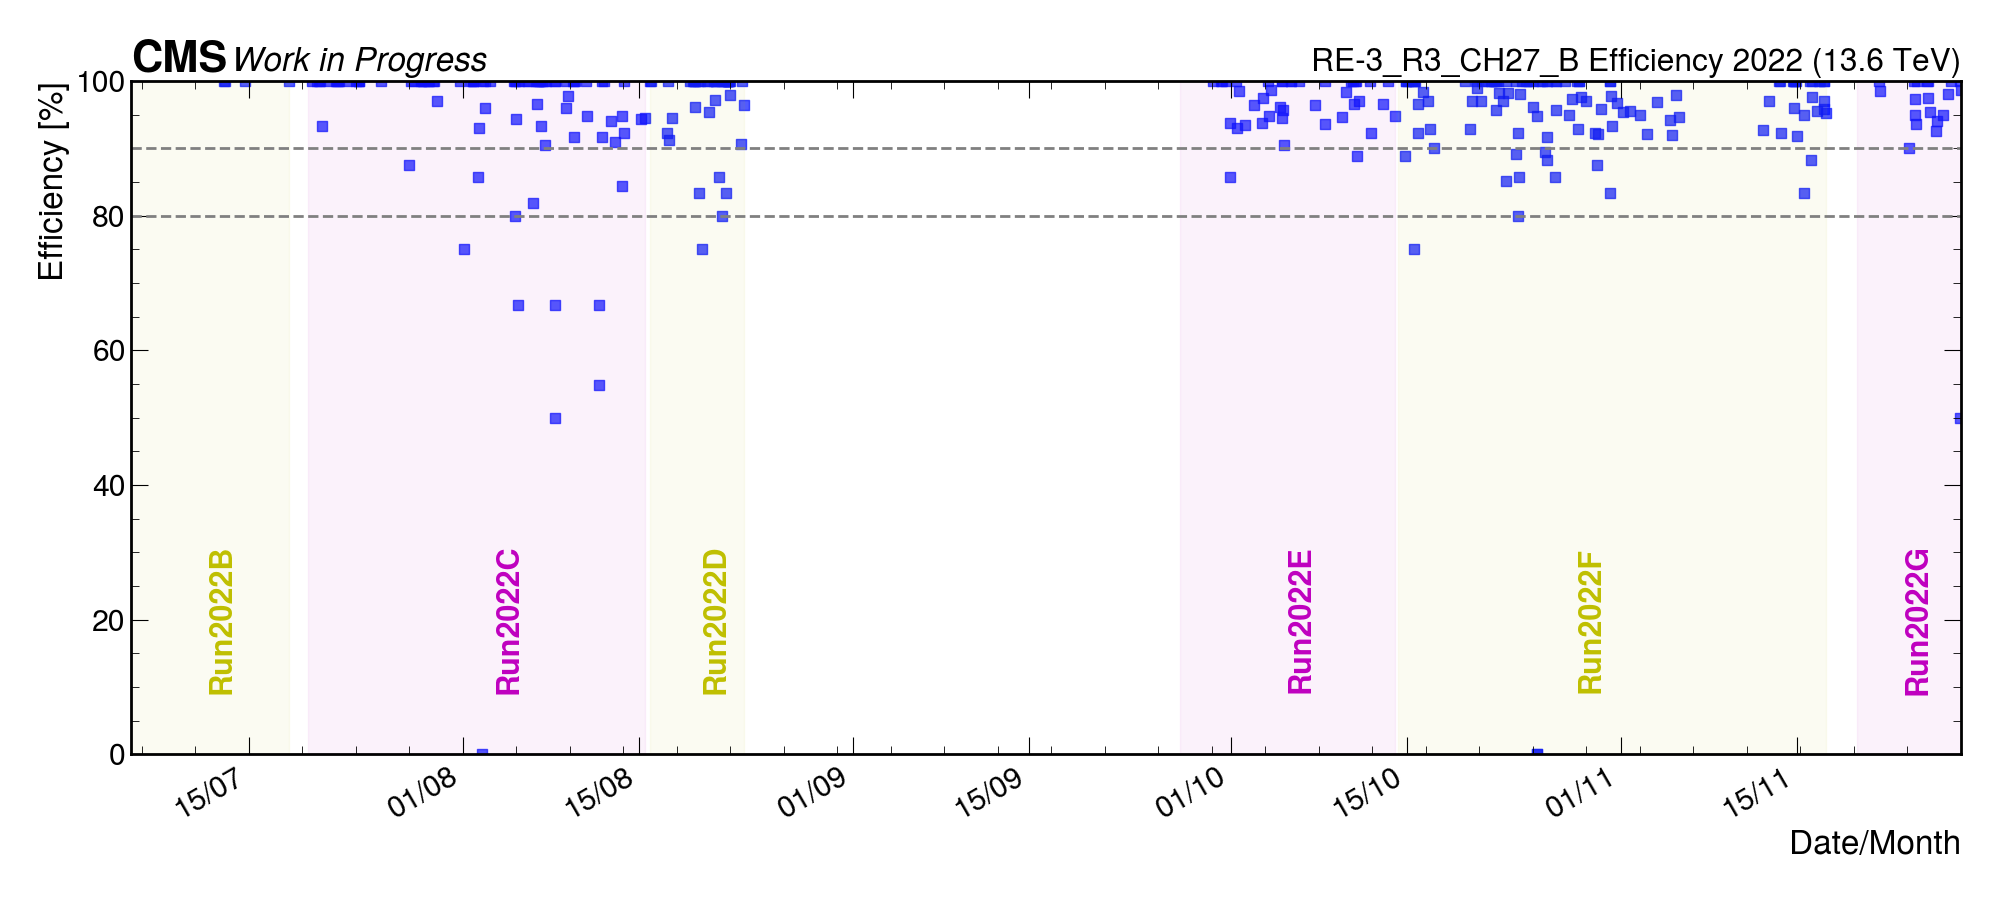 CMS Work in Progress
RE-3_R3_CH27_B Efficiency 2022 (13.6 TeV)
Efficiency [%]
100
80
60
40
20
0
Run2022B
Run2022C
Run2022D
Run2022E
Run2022F
Run2022G
15/07
01/08
15/08
01/09
15/09
01/10
15/10
01/11
15/11
Date/Month